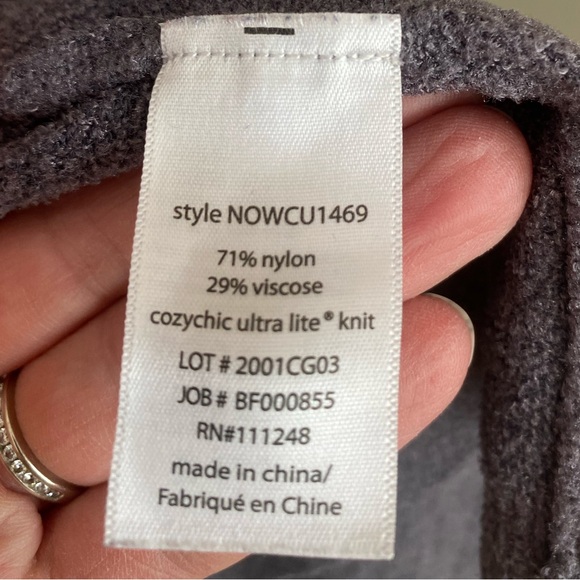 style NOWCU1469
71% nylon
29% viscose
cozychic ultra lite® knit
LOT # 2001CG03
JOB # BF000855
RN#111248
made in china/
Fabriqué en Chine